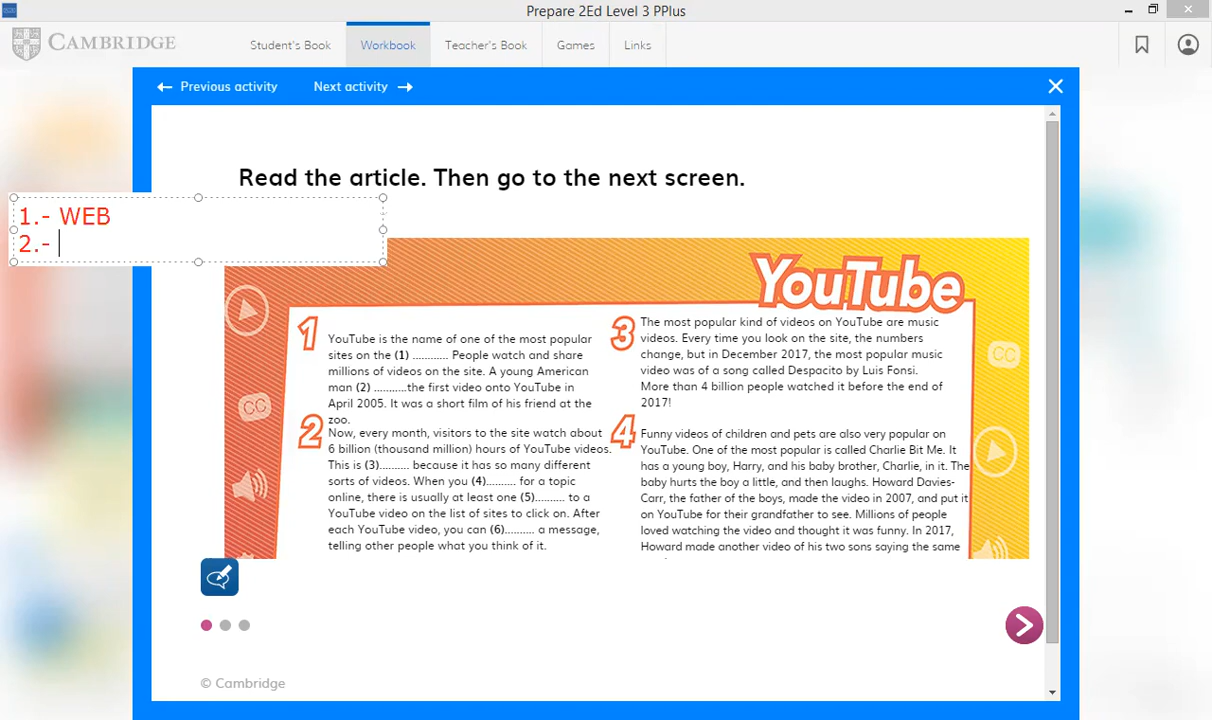 Prepare 2Ed Level 3 PPlus
CAMBRIDGE
Student's Book
Workbook
Teacher's Book
Games
Links
Previous activity
Next activity
Read the article. Then go to the next screen.
1.- WEB
2.-
YouTube
1
YouTube is the name of one of the most popular
sites on the (1) ............ People watch and share
millions of videos on the site. A young American
man (2) ...........the first video onto YouTube in
April 2005. It was a short film of his friend at the
zoo.
2
Now, every month, visitors to the site watch about
6 billion (thousand million) hours of YouTube videos.
This is (3).......... because it has so many different
sorts of videos. When you (4).......... for a topic
online, there is usually at least one (5).......... to a
YouTube video on the list of sites to click on. After
each YouTube video, you can (6).......... a message,
telling other people what you think of it.
3
The most popular kind of videos on YouTube are music
videos. Every time you look on the site, the numbers
change, but in December 2017, the most popular music
video was of a song called Despacito by Luis Fonsi.
More than 4 billion people watched it before the end of
2017!
4
Funny videos of children and pets are also very popular on
YouTube. One of the most popular is called Charlie Bit Me. It
has a young boy, Harry, and his baby brother, Charlie, in it. The
baby hurts the boy a little, and then laughs. Howard Davies-
Carr, the father of the boys, made the video in 2007, and put it
on YouTube for their grandfather to see. Millions of people
loved watching the video and thought it was funny. In 2017,
Howard made another video of his two sons saying the same
CC
CC
© Cambridge